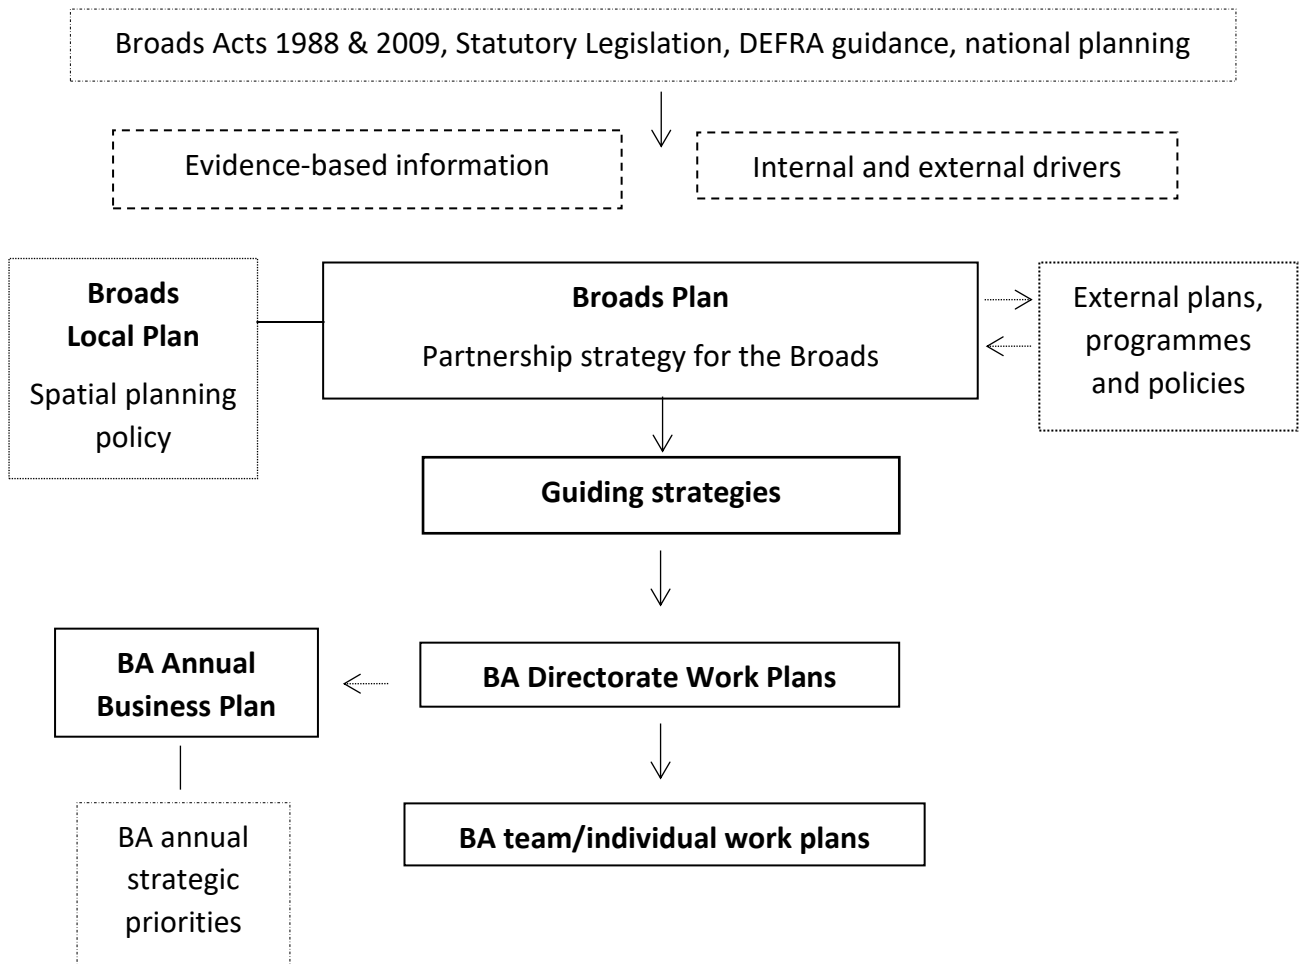 Broads Acts 1988 & 2009, Statutory Legislation, DEFRA guidance, national planning
Evidence-based information
Internal and external drivers
Broads
Local Plan
Spatial planning
policy
Broads Plan
Partnership strategy for the Broads
External plans,
programmes
and policies
Guiding strategies
BA Annual
Business Plan
BA Directorate Work Plans
BA annual
strategic
priorities
BA team/individual work plans